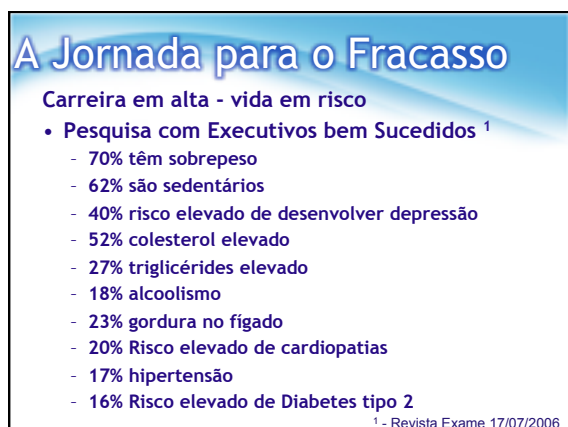 A Jornada para o Fracasso
Carreira em alta - vida em risco
• Pesquisa com Executivos bem Sucedidos ¹
- 70% têm sobrepeso
- 62% são sedentários
- 40% risco elevado de desenvolver depressão
- 52% colesterol elevado
- 27% triglicérides elevado
- 18% alcoolismo
- 23% gordura no fígado
- 20% Risco elevado de cardiopatias
- 17% hipertensão
- 16% Risco elevado de Diabetes tipo 2
¹ - Revista Exame 17/07/2006